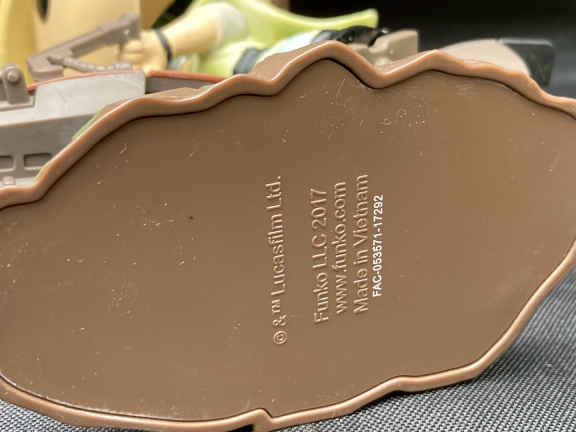 © & ™ Lucasfilm Ltd.
Funko LLC 2017
www.funko.com
Made in Vietnam
FAC-053571-17292